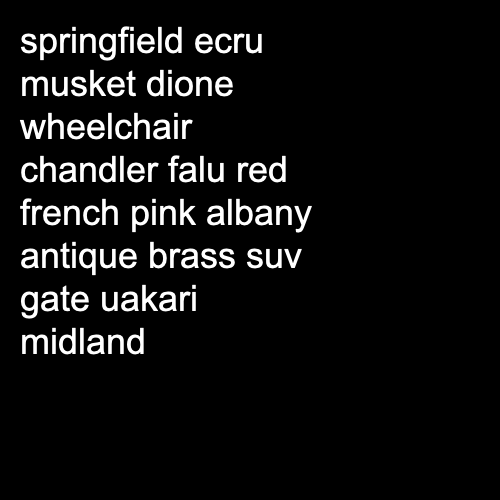 springfield ecru
musket dione
wheelchair
chandler falu red
french pink albany
antique brass suv
gate uakari
midland